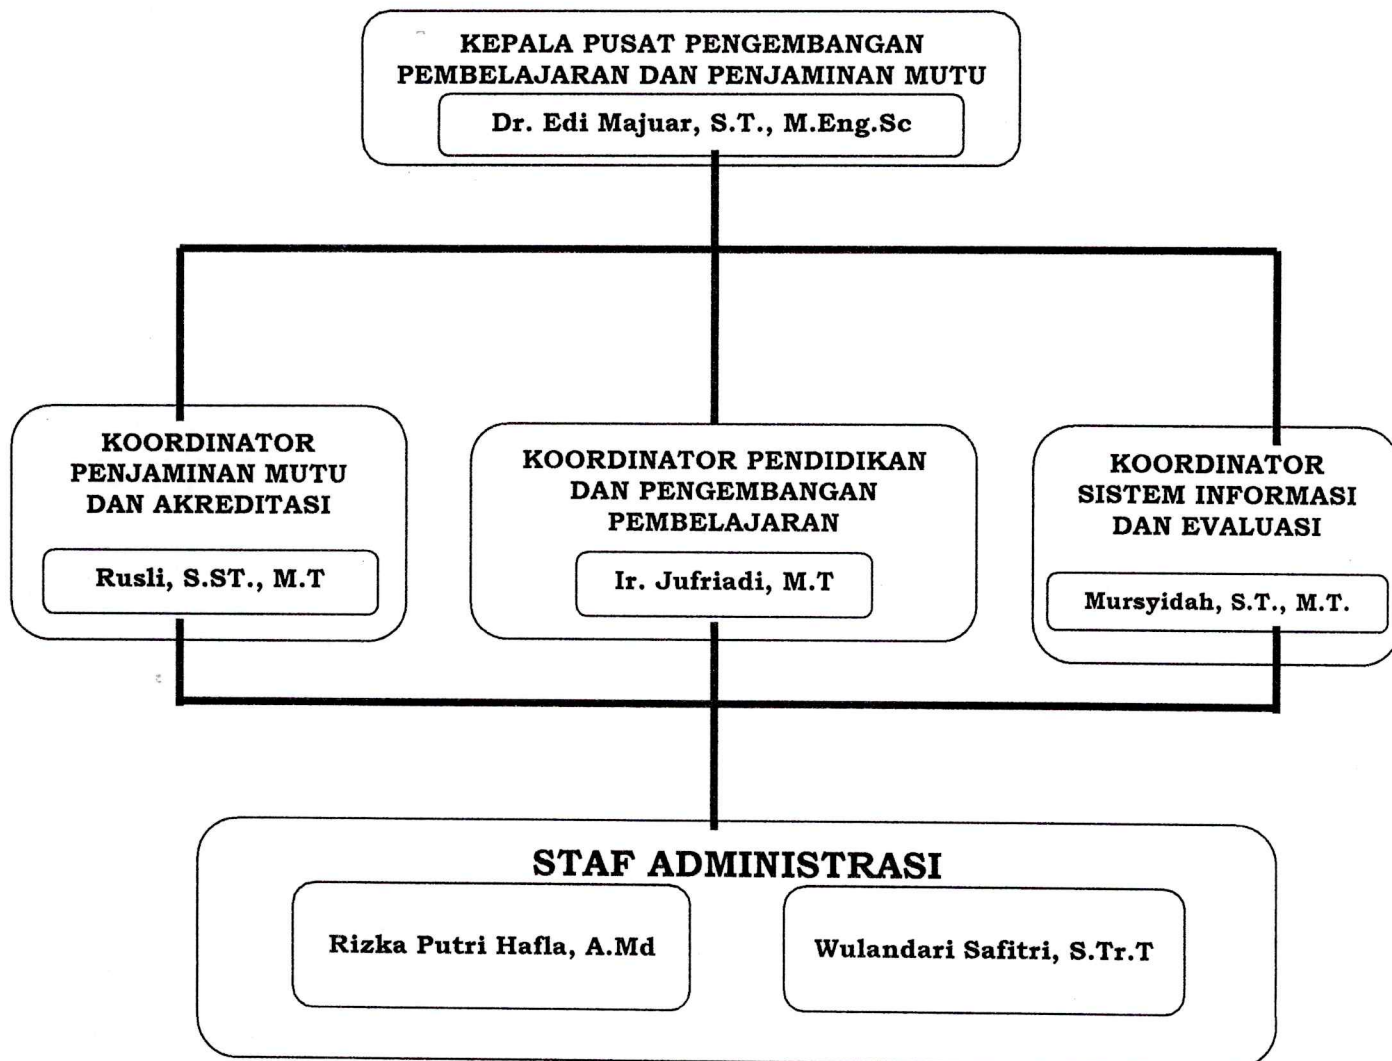 KEPALA PUSAT PENGEMBANGAN
PEMBELAJARAN DAN PENJAMINAN MUTU
Dr. Edi Majuar, S.T., M.Eng.Sc
KOORDINATOR
PENJAMINAN MUTU
DAN AKREDITASI
Rusli, S.ST., M.T
KOORDINATOR PENDIDIKAN
DAN PENGEMBANGAN
PEMBELAJARAN
Ir. Jufriadi, M.T
KOORDINATOR
SISTEM INFORMASI
DAN EVALUASI
Mursyidah, S.T., M.T.
STAF ADMINISTRASI
Rizka Putri Hafla, A.Md
Wulandari Safitri, S.Tr.T